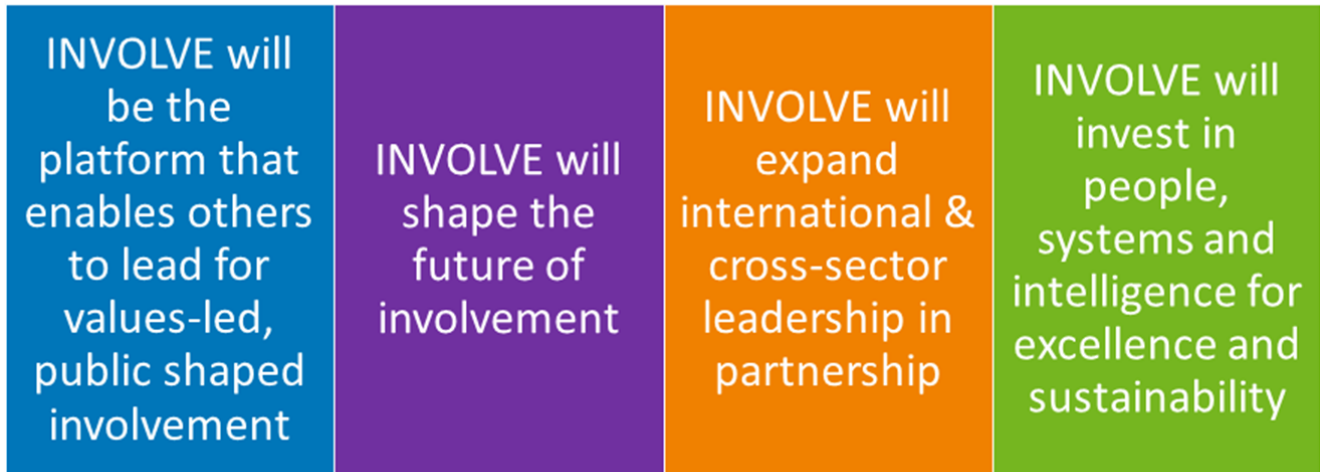 INVOLVE will
be the
platform that
enables others
to lead for
values-led,
public shaped
involvement
INVOLVE will
shape the
future of
involvement
INVOLVE will
expand
international &
cross-sector
leadership in
partnership
INVOLVE will
invest in
people,
systems and
intelligence for
excellence and
sustainability